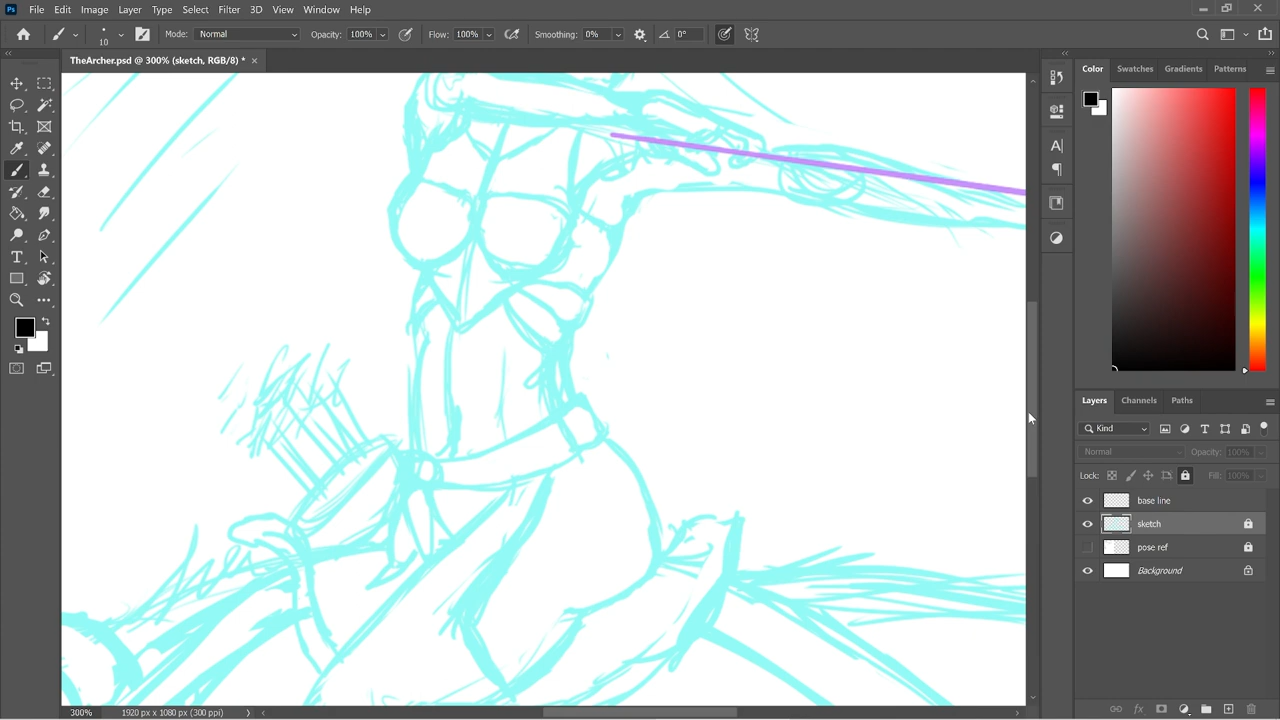 Ps File Edit Image Layer Type Select Filter 3D View Window Help
10 Mode: Normal Opacity: 100% Flow: 100% Smoothing: 0% 0°
TheArcher.psd @ 300% (sketch, RGB/8) * ×
Color Swatches Gradients Patterns
Layers Channels Paths
Kind
Normal Opacity: 100%
Lock: Fill: 100%
base line
sketch
pose ref
Background
300% 1920 px x 1080 px (300 ppi)